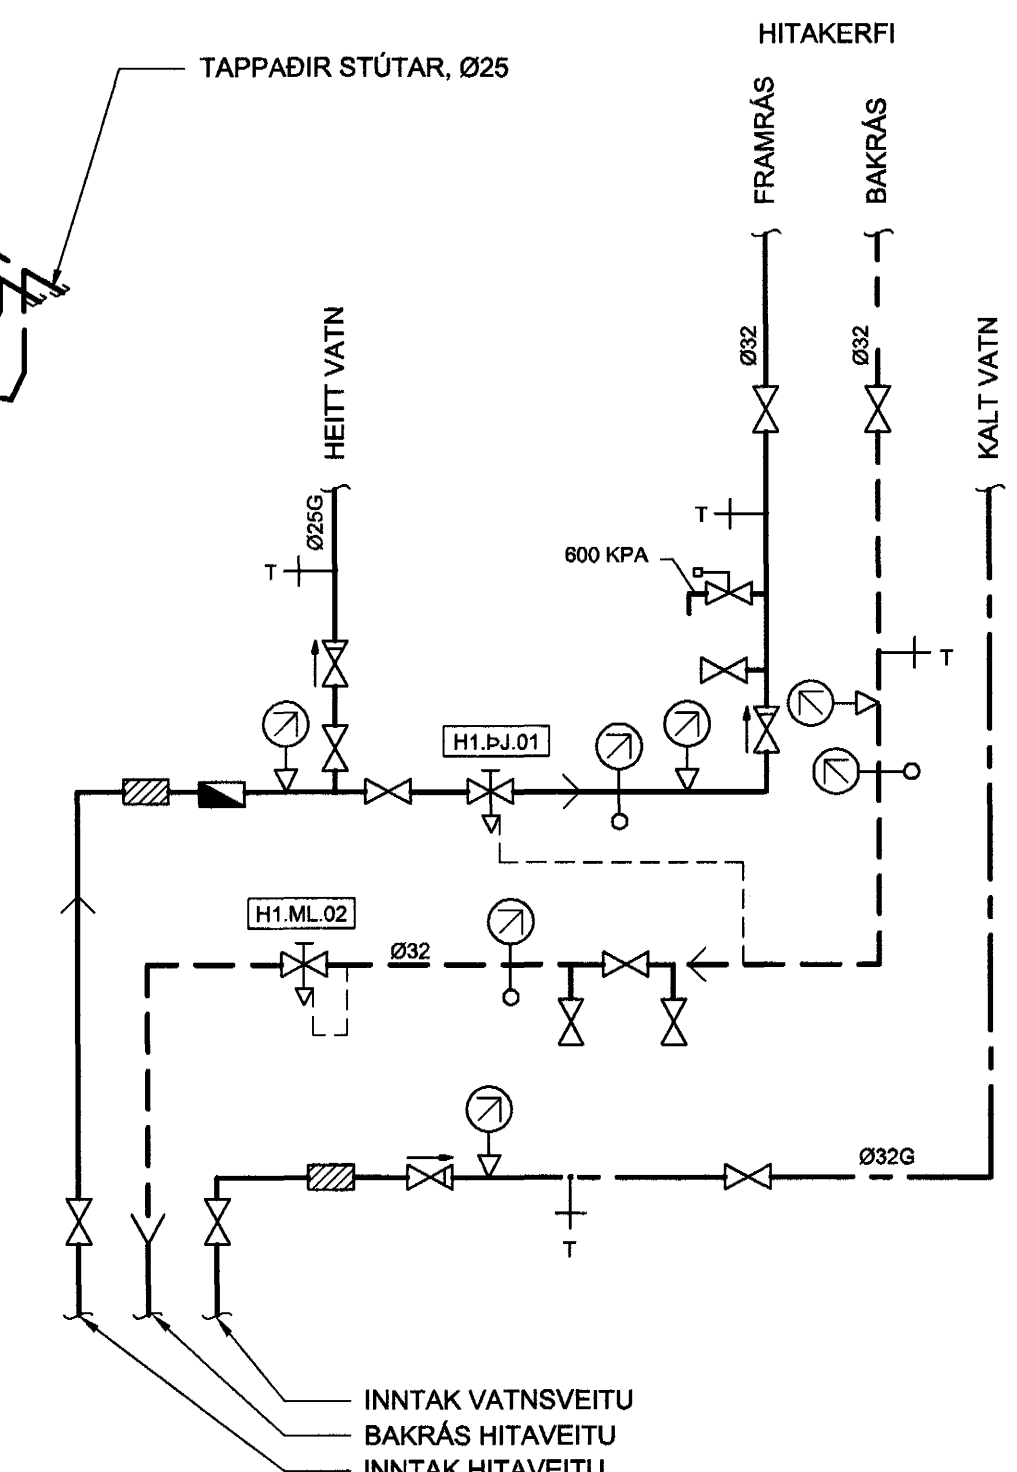 HITAKERFI
TAPPAÐIR STÚTAR, Ø25
FRAMRÁS
BAKRÁS
HEITT VATN
KALT VATN
Ø32
Ø32
Ø25G
T
T
600 KPA
T
H1.ÞJ.01
H1.ML.02
Ø32
Ø32G
T
INNTAK VATNSVEITU
BAKRÁS HITAVEITU
INNTAK HITAVEITU